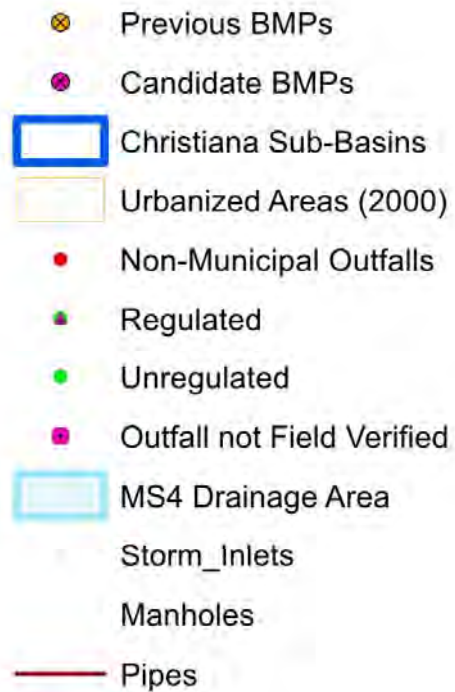 Previous BMPs
Candidate BMPs
Christiana Sub-Basins
Urbanized Areas (2000)
Non-Municipal Outfalls
Regulated
Unregulated
Outfall not Field Verified
MS4 Drainage Area
Storm_Inlets
Manholes
Pipes